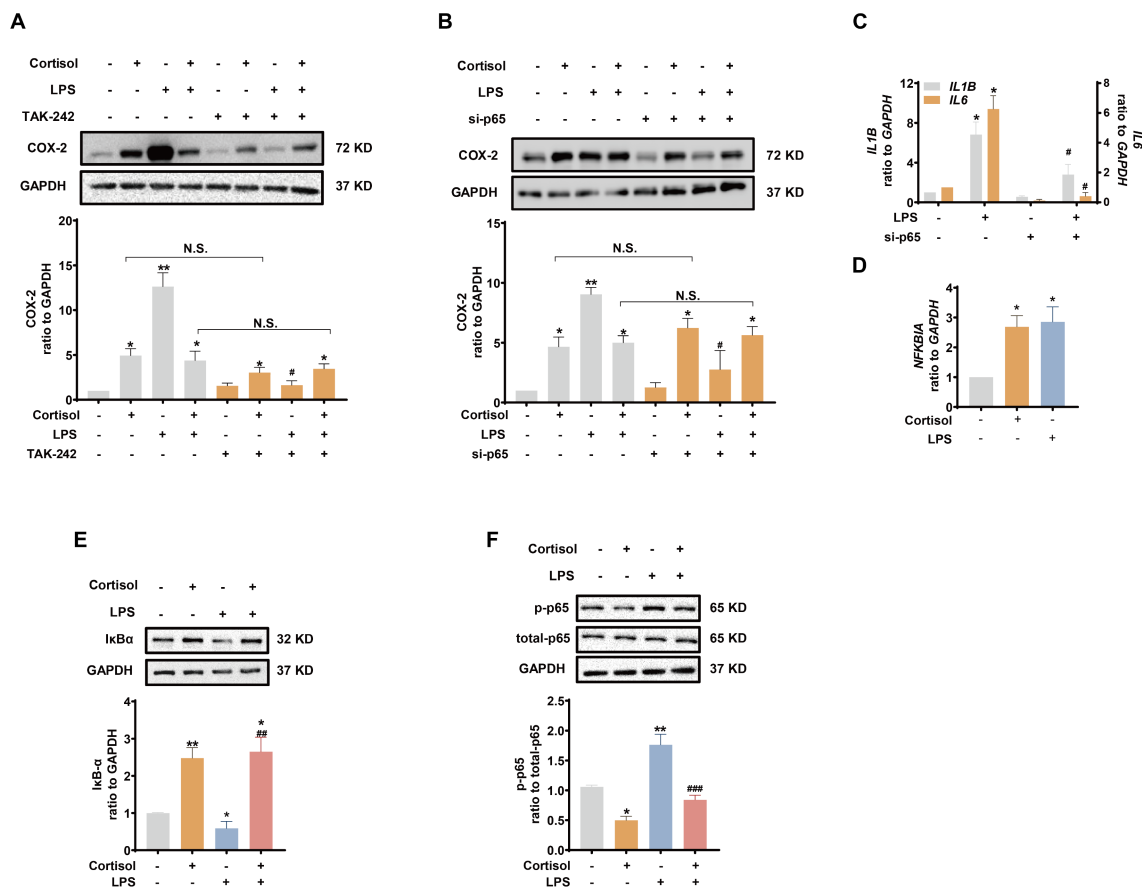 A
Cortisol - + - + - + - +
LPS - - + + - - + +
TAK-242 - - - - + + + +
COX-2 72 KD
GAPDH 37 KD
20
15
10
5
0
COX-2
ratio to GAPDH
N.S.
N.S.
*
**
*
*
#
*
Cortisol - + - + - + - +
LPS - - + + - - + +
TAK-242 - - - - + + + +
B
Cortisol - + - + - + - +
LPS - - + + - - + +
si-p65 - - - - + + + +
COX-2 72 KD
GAPDH 37 KD
15
10
5
0
COX-2
ratio to GAPDH
N.S.
N.S.
*
**
*
*
#
*
Cortisol - + - + - + - +
LPS - - + + - - + +
si-p65 - - - - + + + +
C
IL1B
IL6
12
8
4
0
IL1B
ratio to GAPDH
8
6
4
2
0
IL6
ratio to GAPDH
*
*
#
#
LPS - + - +
si-p65 - - + +
D
4
3
2
1
0
NFKBIA
ratio to GAPDH
*
*
Cortisol - + -
LPS - - +
E
Cortisol - + - +
LPS - - + +
IκBα 32 KD
GAPDH 37 KD
4
3
2
1
0
IκB-α
ratio to GAPDH
**
*
*
##
Cortisol - + - +
LPS - - + +
F
Cortisol - + - +
LPS - - + +
p-p65 65 KD
total-p65 65 KD
GAPDH 37 KD
2.5
2.0
1.5
1.0
0.5
0.0
p-p65
ratio to total-p65
*
**
###
Cortisol - + - +
LPS - - + +